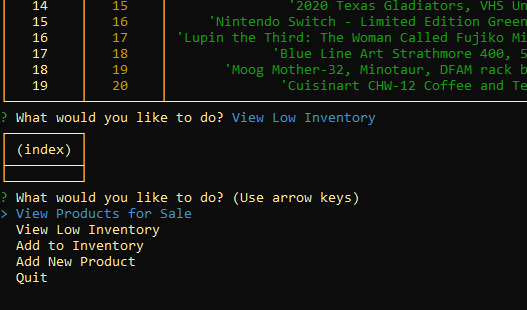 14 15 '2020 Texas Gladiators, VHS Un
15 16 'Nintendo Switch - Limited Edition Green
16 17 'Lupin the Third: The Woman Called Fujiko Mi
17 18 'Blue Line Art Strathmore 400, 5
18 19 'Moog Mother-32, Minotaur, DFAM rack b
19 20 'Cuisinart CHW-12 Coffee and Te
? What would you like to do? View Low Inventory
(index)
? What would you like to do? (Use arrow keys)
> View Products for Sale
View Low Inventory
Add to Inventory
Add New Product
Quit